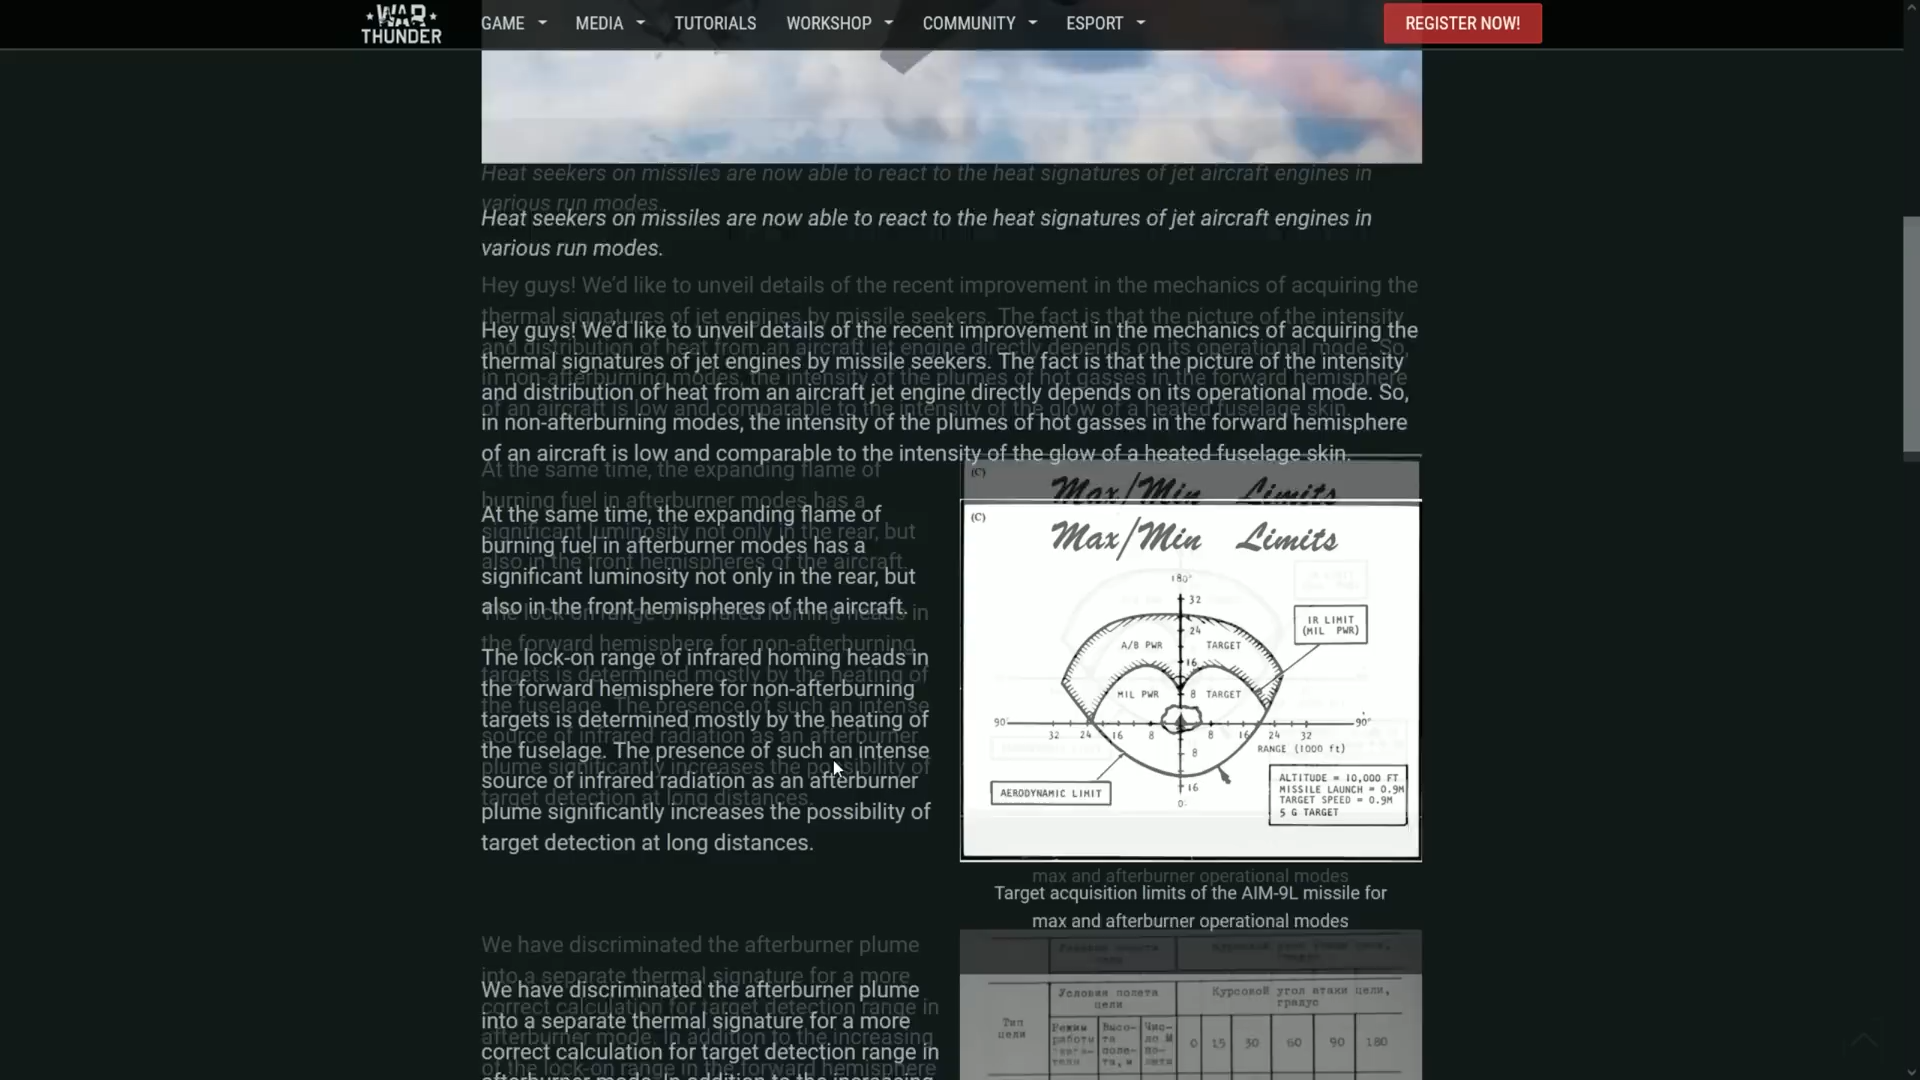 WAR THUNDER
GAME MEDIA TUTORIALS WORKSHOP COMMUNITY ESPORT REGISTER NOW!
Heat seekers on missiles are now able to react to the heat signatures of jet aircraft engines in
various run modes.
Hey guys! We'd like to unveil details of the recent improvement in the mechanics of acquiring the
thermal signatures of jet engines by missile seekers. The fact is that the picture of the intensity
and distribution of heat from an aircraft jet engine directly depends on its operational mode. So,
in non-afterburning modes, the intensity of the plumes of hot gasses in the forward hemisphere
of an aircraft is low and comparable to the intensity of the glow of a heated fuselage skin.
At the same time, the expanding flame of
burning fuel in afterburner modes has a
significant luminosity not only in the rear, but
also in the front hemispheres of the aircraft.
The lock-on range of infrared homing heads in
the forward hemisphere for non-afterburning
targets is determined mostly by the heating of
the fuselage. The presence of such an intense
source of infrared radiation as an afterburner
plume significantly increases the possibility of
target detection at long distances.
(C)
Max/Min Limits
180°
32
24
16
8
A/B PWR TARGET
MIL PWR TARGET
IR LIMIT
(MIL PWR)
90° 90°
32 24 16 8 8 16 24 32
RANGE (1000 ft)
8
16
0
AERODYNAMIC LIMIT
ALTITUDE = 10,000 FT
MISSILE LAUNCH = 0.9M
TARGET SPEED = 0.9M
5 G TARGET
Target acquisition limits of the AIM-9L missile for
max and afterburner operational modes
We have discriminated the afterburner plume
into a separate thermal signature for a more
correct calculation for target detection range in
afterburner mode. In addition to the increasing
Тип
цели
Условия полета
цели
Курсовой угол атаки цели,
градус
Режим
работы
Высо-
та
поле-
та, м
Чис-
ло М
по-
лета
0 15 30 60 90 180